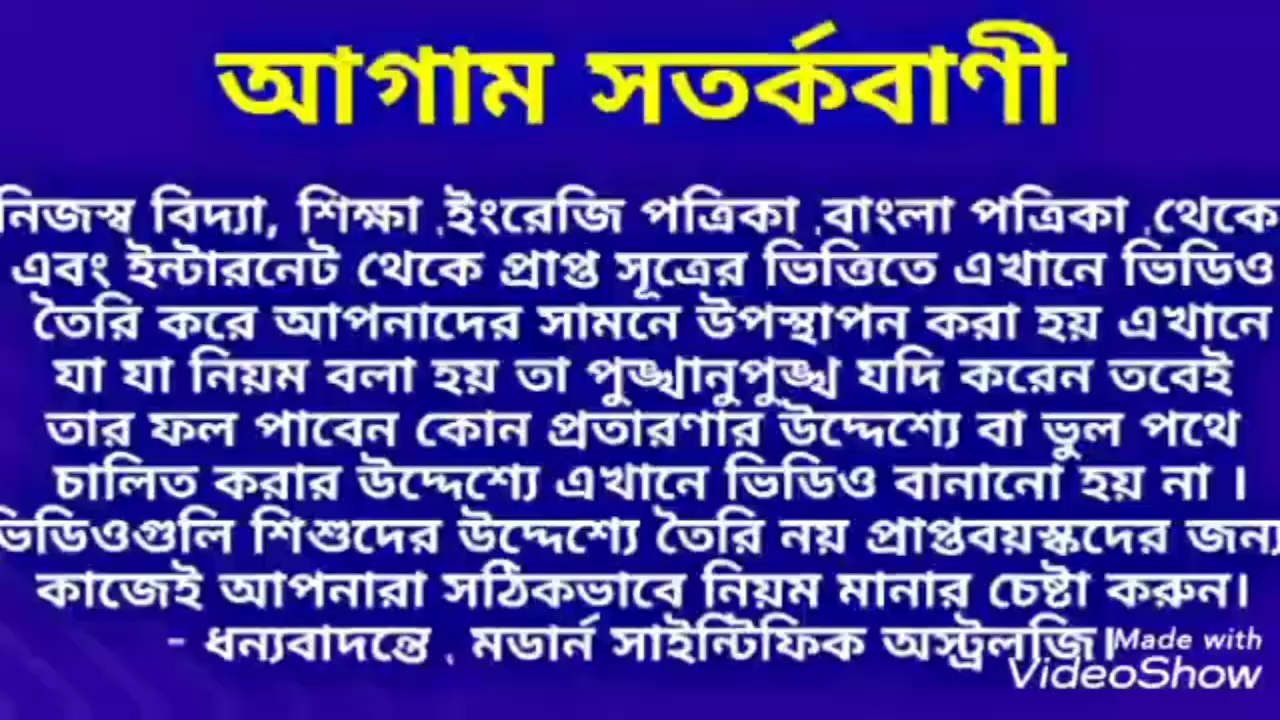 আগাম সতর্কবাণী
নিজস্ব বিদ্যা, শিক্ষা ,ইংরেজি পত্রিকা ,বাংলা পত্রিকা ,থেকে
এবং ইন্টারনেট থেকে প্রাপ্ত সূত্রের ভিত্তিতে এখানে ভিডিও
তৈরি করে আপনাদের সামনে উপস্থাপন করা হয় এখানে
যা যা নিয়ম বলা হয় তা পুঙ্খানুপুঙ্খ যদি করেন তবেই
তার ফল পাবেন কোন প্রতারণার উদ্দেশ্যে বা ভুল পথে
চালিত করার উদ্দেশ্যে এখানে ভিডিও বানানো হয় না ।
ভিডিওগুলি শিশুদের উদ্দেশ্যে তৈরি নয় প্রাপ্তবয়স্কদের জন্য
কাজেই আপনারা সঠিকভাবে নিয়ম মানার চেষ্টা করুন।
- ধন্যবাদন্তে , মডার্ন সাইন্টিফিক অস্ট্রলজি।
Made with
VideoShow